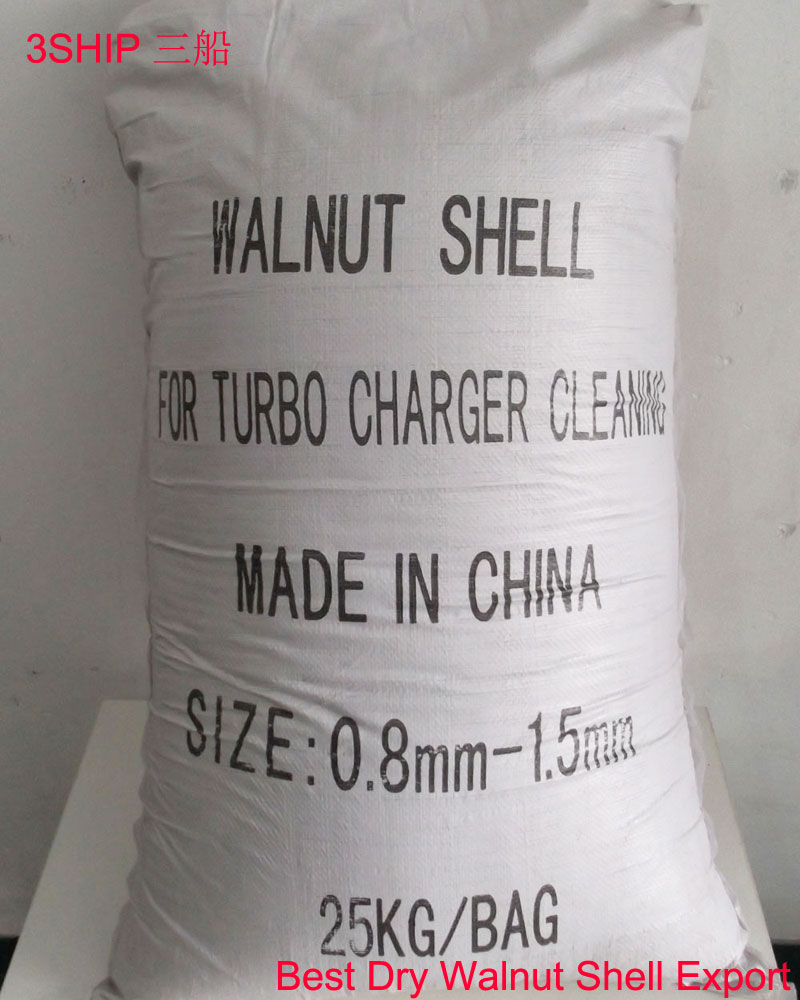 3SHIP 三船
WALNUT SHELL
FOR TURBO CHARGER CLEANING
MADE IN CHINA
SIZE:0.8mm-1.5mm
25KG/BAG
Best Dry Walnut Shell Export